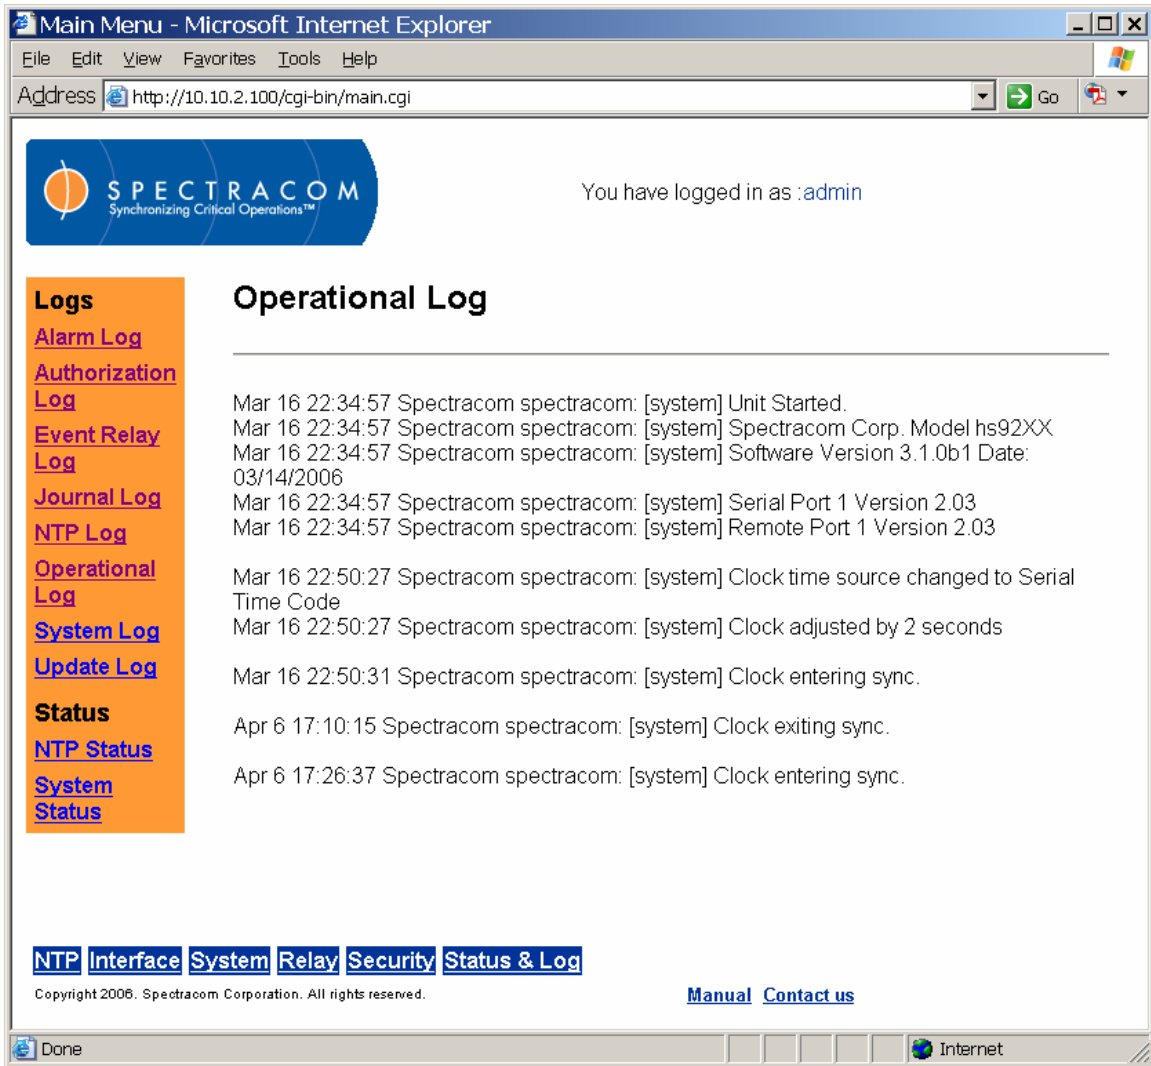 Main Menu - Microsoft Internet Explorer
File Edit View Favorites Tools Help
Address http://10.10.2.100/cgi-bin/main.cgi Go
SPECTRACOM
Synchronizing Critical Operations™
You have logged in as :admin
Logs
Alarm Log
Authorization
Log
Event Relay
Log
Journal Log
NTP Log
Operational
Log
System Log
Update Log
Status
NTP Status
System
Status
Operational Log
Mar 16 22:34:57 Spectracom spectracom: [system] Unit Started.
Mar 16 22:34:57 Spectracom spectracom: [system] Spectracom Corp. Model hs92XX
Mar 16 22:34:57 Spectracom spectracom: [system] Software Version 3.1.0b1 Date:
03/14/2006
Mar 16 22:34:57 Spectracom spectracom: [system] Serial Port 1 Version 2.03
Mar 16 22:34:57 Spectracom spectracom: [system] Remote Port 1 Version 2.03
Mar 16 22:50:27 Spectracom spectracom: [system] Clock time source changed to Serial
Time Code
Mar 16 22:50:27 Spectracom spectracom: [system] Clock adjusted by 2 seconds
Mar 16 22:50:31 Spectracom spectracom: [system] Clock entering sync.
Apr 6 17:10:15 Spectracom spectracom: [system] Clock exiting sync.
Apr 6 17:26:37 Spectracom spectracom: [system] Clock entering sync.
NTP Interface System Relay Security Status & Log
Copyright 2006. Spectracom Corporation. All rights reserved.
Manual Contact us
Done Internet